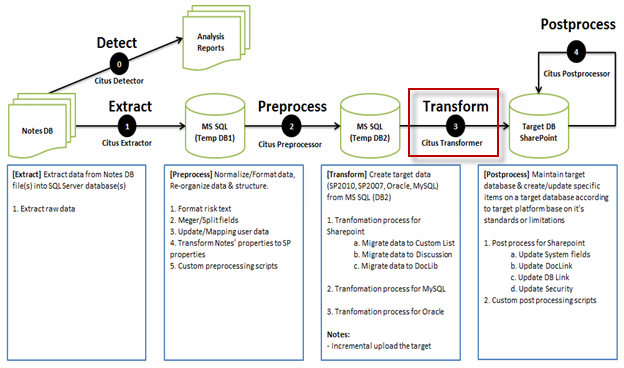 Detect
0
Citus Detector
Analysis
Reports
Postprocess
4
Citus Postprocessor
Notes DB
Extract
1
Citus Extractor
MS SQL
(Temp DB1)
Preprocess
2
Citus Preprocessor
MS SQL
(Temp DB2)
Transform
3
Citus Transformer
Target DB
SharePoint
[Extract] Extract data from Notes DB
file(s) into SQL Server database(s)
1. Extract raw data
[Preprocess] Normalize/Format data,
Re-organize data & structure.
1. Format risk text
2. Meger/Split fields
3. Update/Mapping user data
4. Transform Notes' properties to SP
properties
5. Custom preprocessing scripts
[Transform] Create target data
(SP2010, SP2007, Oracle, MySQL)
from MS SQL (DB2)
1. Tranfomation process for
Sharepoint
a. Migrate data to Custom List
b. Migrate data to Discussion
c. Migrate data to DocLib
2. Tranfomation process for MySQL
3. Tranfomation process for Oracle
Notes:
- Incremental upload the target
[Postprocess] Maintain target
database & create/update specific
items on a target database according
to target platform base on it's
standards or limitations
1. Post process for Sharepoint
a. Update System fields
b. Update DocLink
c. Update DB Link
d. Update Security
2. Custom post processing scripts